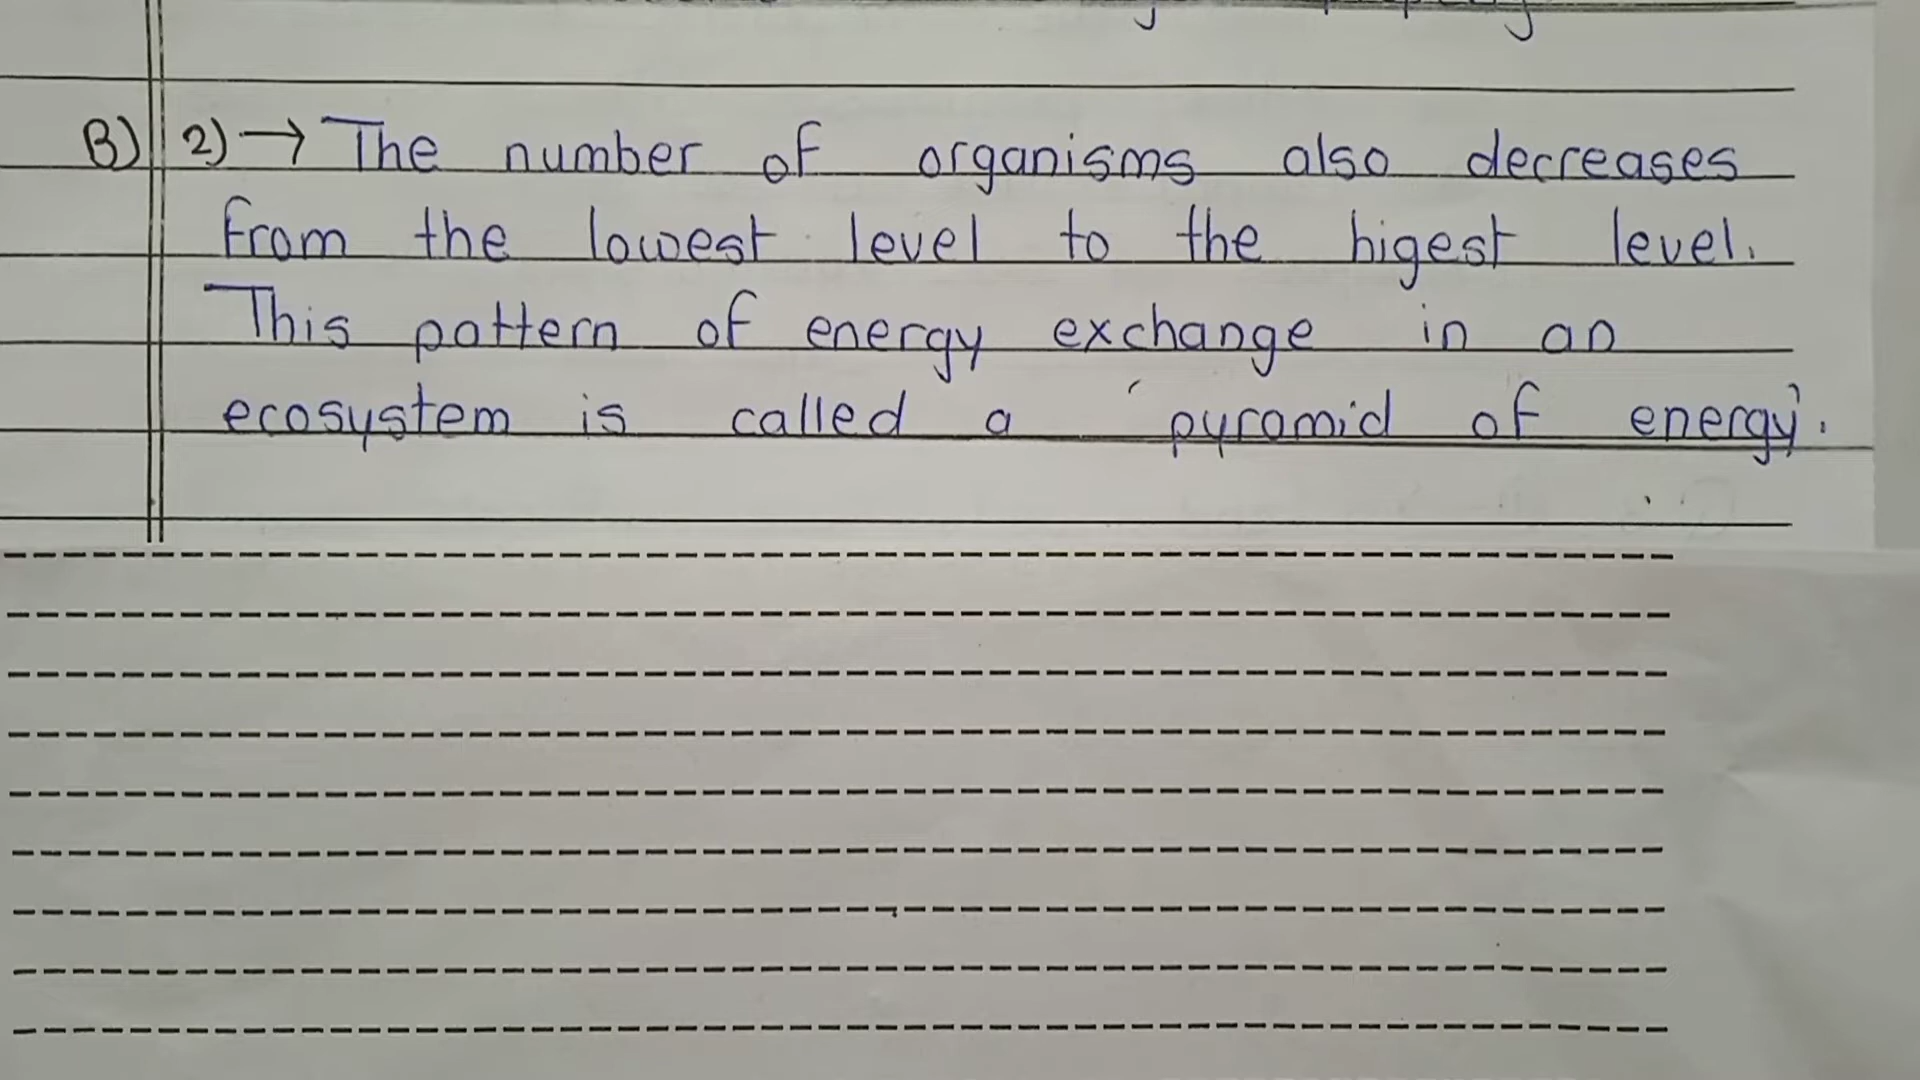 B) 2) → The number of organisms also decreases
from the lowest level to the higest level.
This pattern of energy exchange in an
ecosystem is called a 'pyramid of energy'.